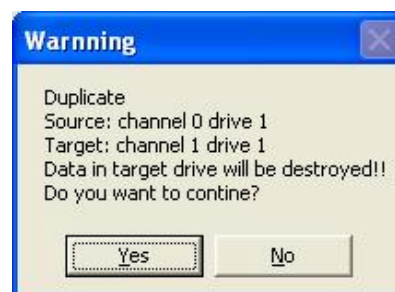 Warnning
Duplicate
Source: channel 0 drive 1
Target: channel 1 drive 1
Data in target drive will be destroyed!!
Do you want to contine?
Yes No